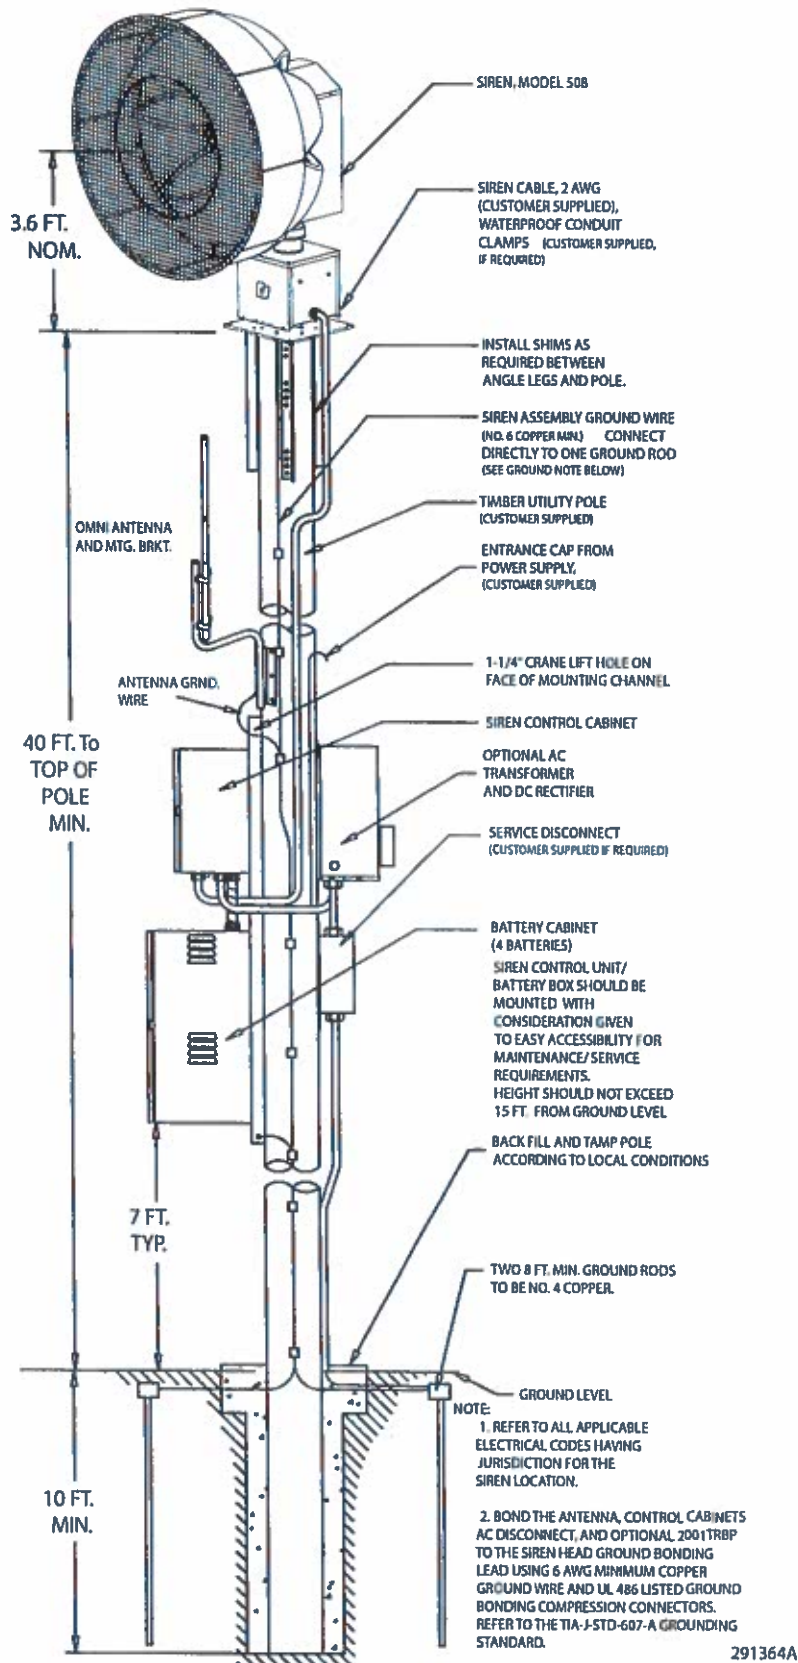 SIREN, MODEL 508
SIREN CABLE, 2 AWG
(CUSTOMER SUPPLIED),
WATERPROOF CONDUIT
CLAMPS (CUSTOMER SUPPLIED,
IF REQUIRED)
3.6 FT.
NOM.
INSTALL SHIMS AS
REQUIRED BETWEEN
ANGLE LEGS AND POLE.
SIREN ASSEMBLY GROUND WIRE
(NO. 6 COPPER MIN.) CONNECT
DIRECTLY TO ONE GROUND ROD
(SEE GROUND NOTE BELOW)
TIMBER UTILITY POLE
(CUSTOMER SUPPLIED)
OMNI ANTENNA
AND MTG. BRKT.
ENTRANCE CAP FROM
POWER SUPPLY,
(CUSTOMER SUPPLIED)
1-1/4" CRANE LIFT HOLE ON
FACE OF MOUNTING CHANNEL
ANTENNA GRND.
WIRE
SIREN CONTROL CABINET
40 FT. To
TOP OF
POLE
MIN.
OPTIONAL AC
TRANSFORMER
AND DC RECTIFIER
SERVICE DISCONNECT
(CUSTOMER SUPPLIED IF REQUIRED)
BATTERY CABINET
(4 BATTERIES)
SIREN CONTROL UNIT/
BATTERY BOX SHOULD BE
MOUNTED WITH
CONSIDERATION GIVEN
TO EASY ACCESSIBILITY FOR
MAINTENANCE/SERVICE
REQUIREMENTS.
HEIGHT SHOULD NOT EXCEED
15 FT. FROM GROUND LEVEL
BACK FILL AND TAMP POLE
ACCORDING TO LOCAL CONDITIONS
7 FT.
TYP.
TWO 8 FT. MIN. GROUND RODS
TO BE NO. 4 COPPER.
GROUND LEVEL
NOTE:
1. REFER TO ALL APPLICABLE
ELECTRICAL CODES HAVING
JURISDICTION FOR THE
SIREN LOCATION.
10 FT.
MIN.
2. BOND THE ANTENNA, CONTROL CABINETS
AC DISCONNECT, AND OPTIONAL 2001TRBP
TO THE SIREN HEAD GROUND BONDING
LEAD USING 6 AWG MINIMUM COPPER
GROUND WIRE AND UL 486 LISTED GROUND
BONDING COMPRESSION CONNECTORS.
REFER TO THE TIA-J-STD-607-A GROUNDING
STANDARD.
291364A